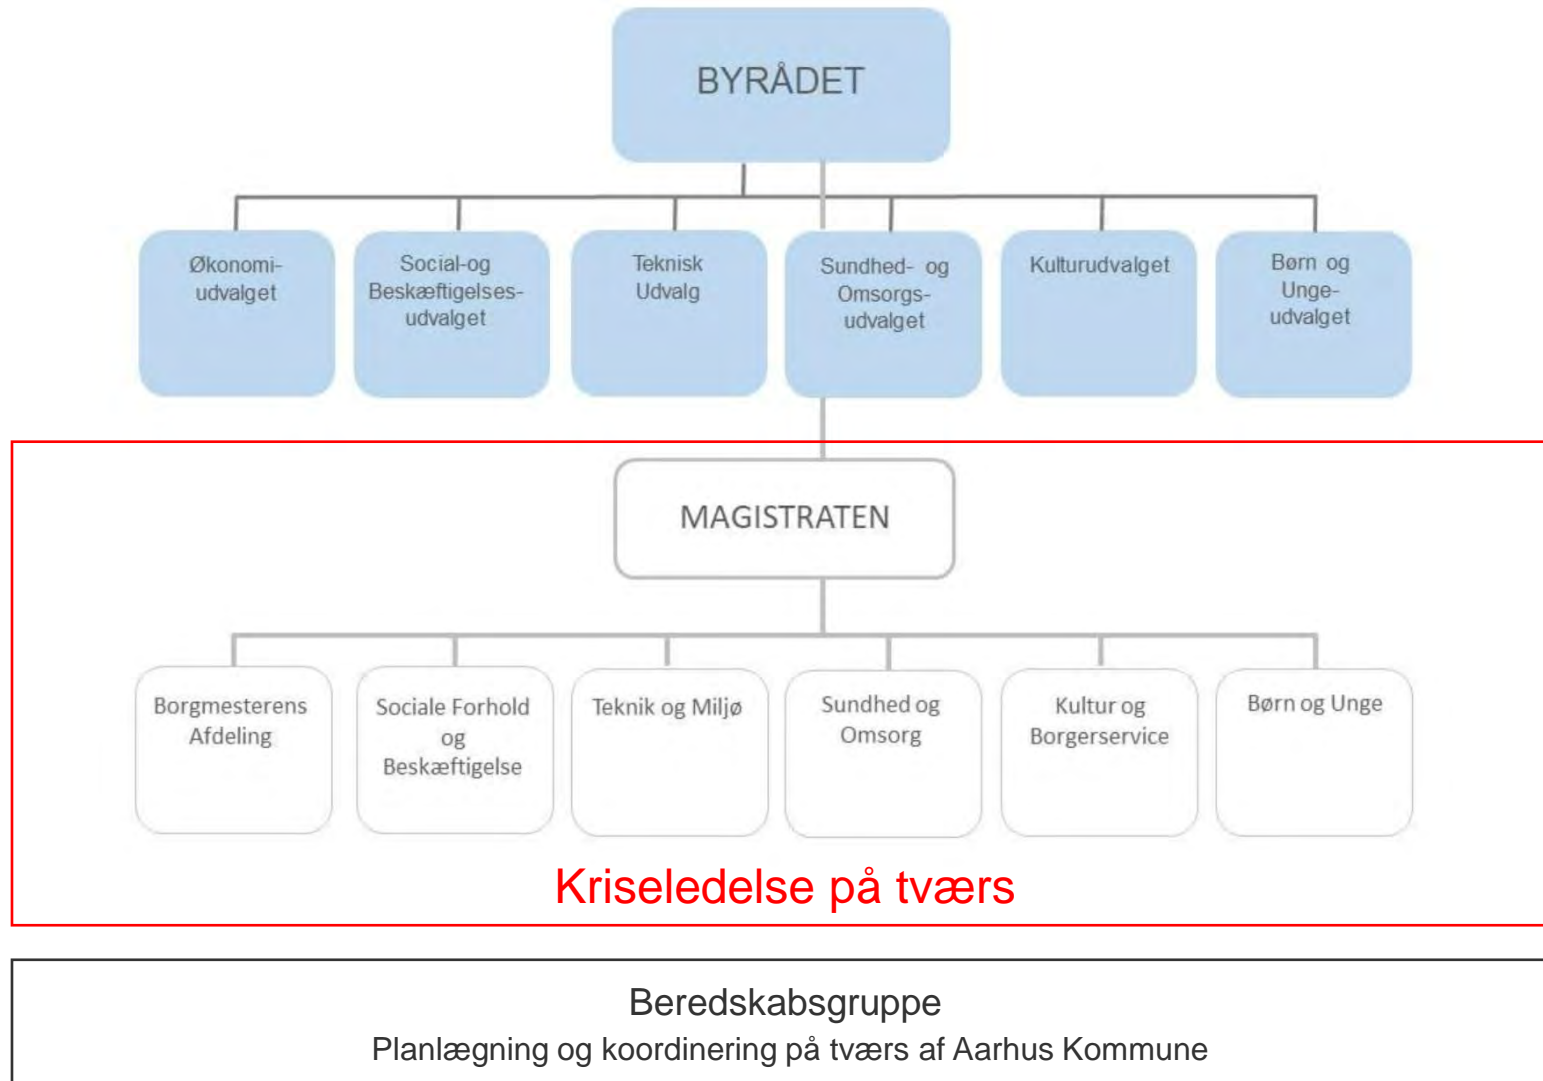 BYRÅDET
Økonomi-
udvalget
Social-og
Beskæftigelses-
udvalget
Teknisk
Udvalg
Sundhed- og
Omsorgs-
udvalget
Kulturudvalget
Børn og
Unge-
udvalget
MAGISTRATEN
Borgmesterens
Afdeling
Sociale Forhold
og
Beskæftigelse
Teknik og Miljø
Sundhed og
Omsorg
Kultur og
Borgerservice
Børn og Unge
Kriseledelse på tværs
Beredskabsgruppe
Planlægning og koordinering på tværs af Aarhus Kommune